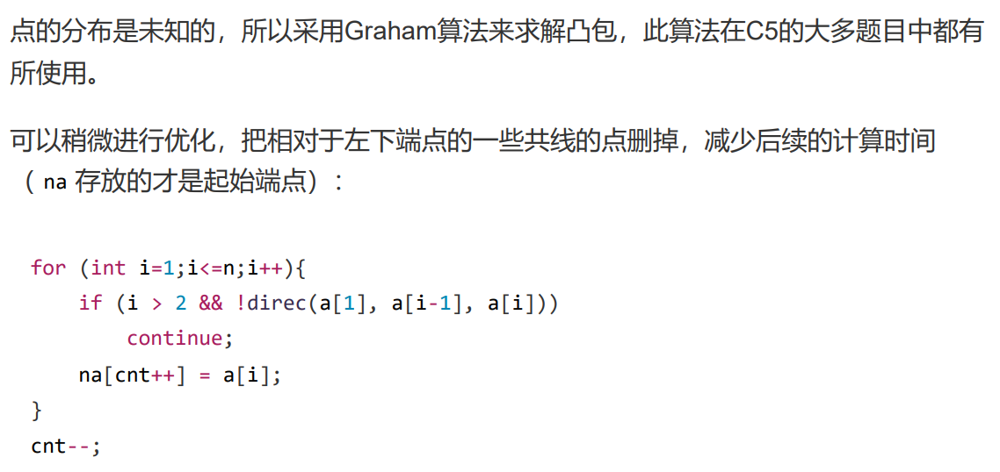 点的分布是未知的，所以采用Graham算法来求解凸包，此算法在C5的大多题目中都有
所使用。
可以稍微进行优化，把相对于左下端点的一些共线的点删掉，减少后续的计算时间
（ na 存放的才是起始端点）：
for (int i=1;i<=n;i++){
    if (i > 2 && !direc(a[1], a[i-1], a[i]))
        continue;
    na[cnt++] = a[i];
}
cnt--;